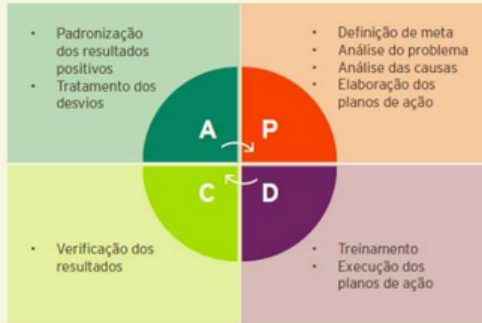 • Padronização
dos resultados
positivos
• Tratamento dos
desvios
• Definição de meta
• Análise do problema
• Análise das causas
• Elaboração dos
planos de ação
A
P
C
D
• Verificação dos
resultados
• Treinamento
• Execução dos
planos de ação